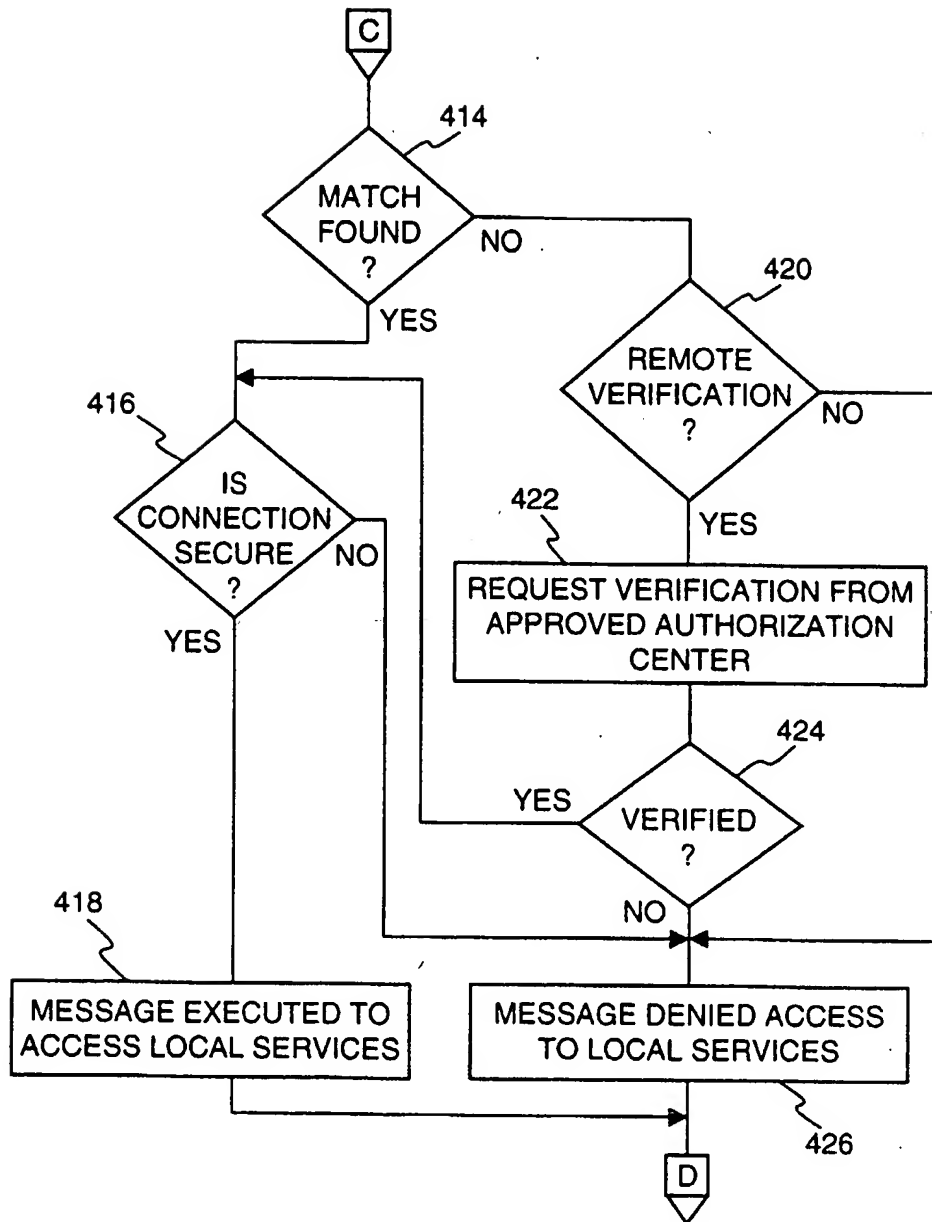 C
414
MATCH
FOUND
?
NO
YES
420
REMOTE
VERIFICATION
?
NO
YES
416
IS
CONNECTION
SECURE
?
NO
YES
422
REQUEST VERIFICATION FROM
APPROVED AUTHORIZATION
CENTER
424
VERIFIED
?
YES
NO
418
MESSAGE EXECUTED TO
ACCESS LOCAL SERVICES
MESSAGE DENIED ACCESS
TO LOCAL SERVICES
426
D